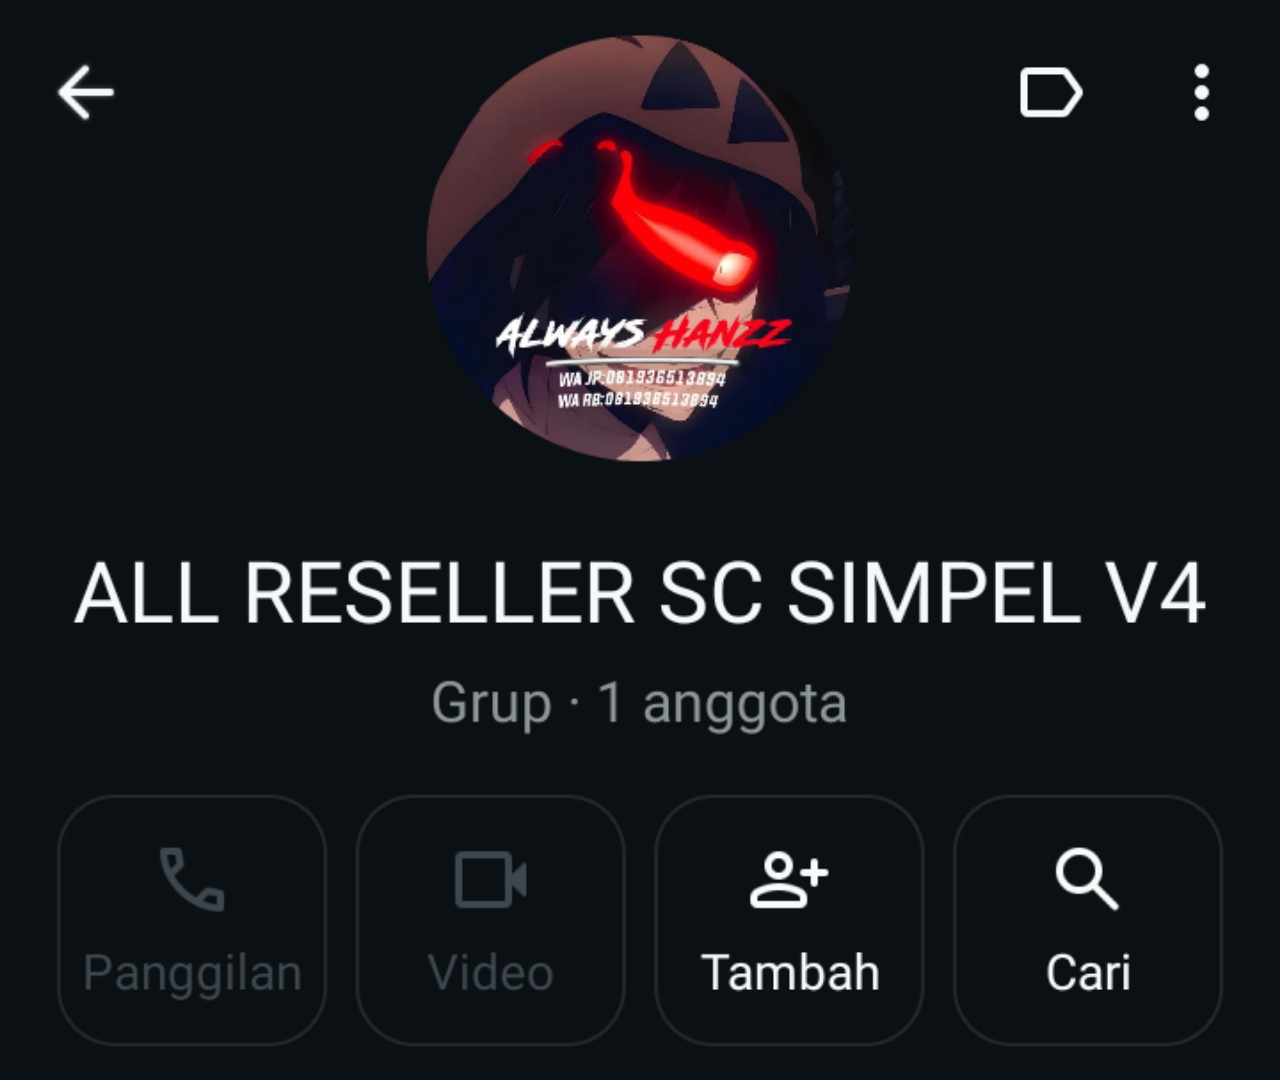 ALWAYS HANZZ
WA JP:081936513894
WA RB:081936513894
ALL RESELLER SC SIMPEL V4
Grup · 1 anggota
Panggilan Video Tambah Cari